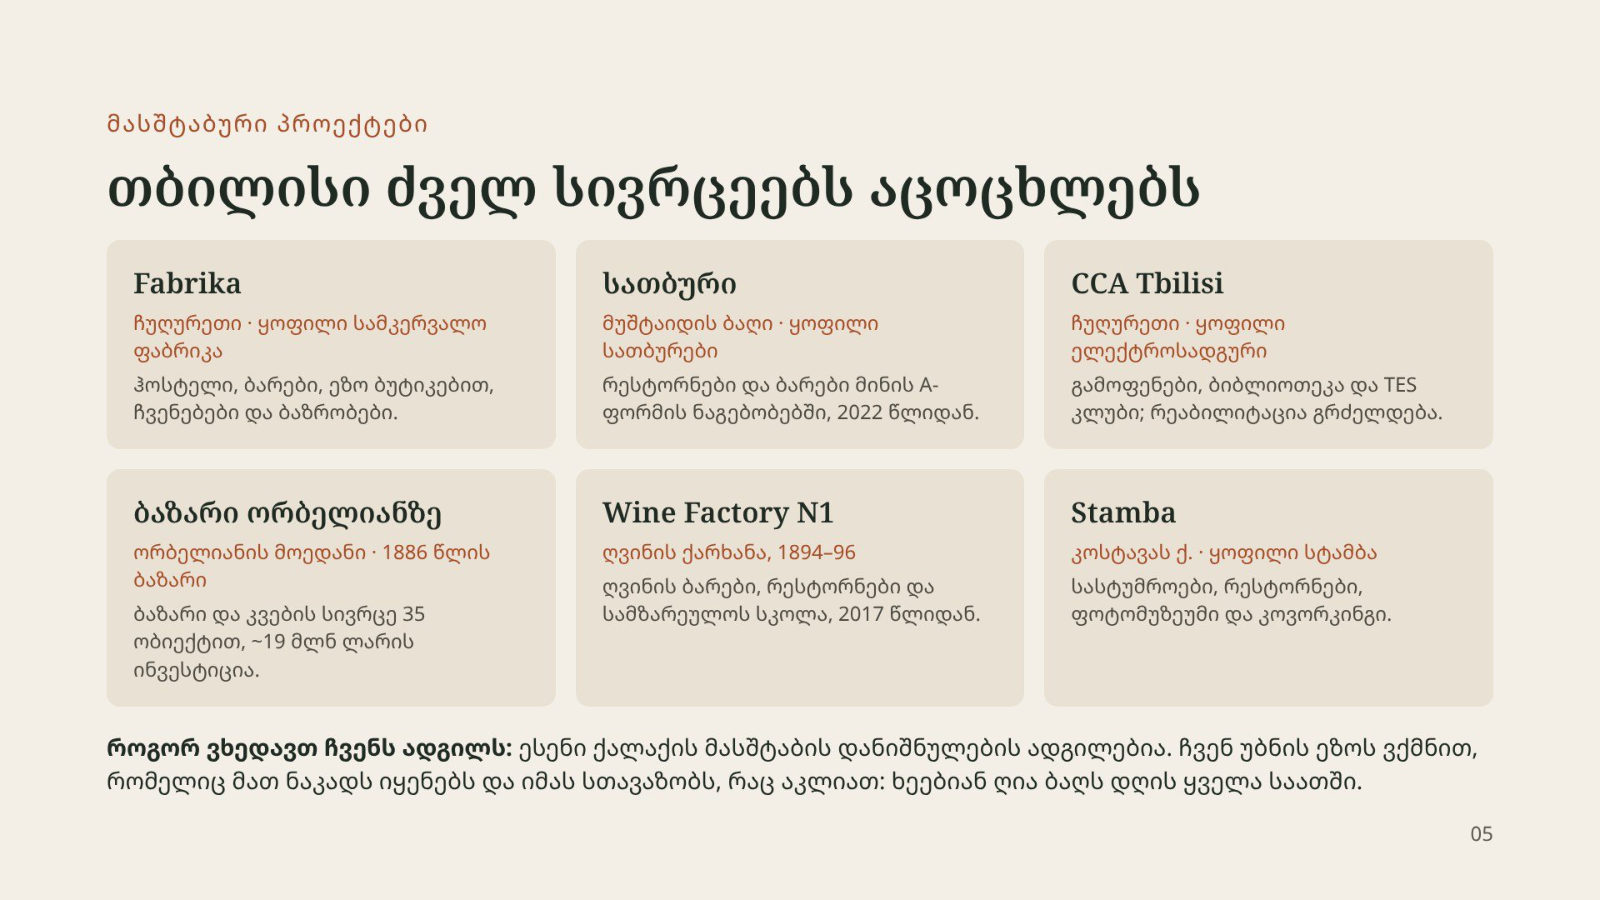 მასშტაბური პროექტები
თბილისი ძველ სივრცეებს აცოცხლებს
Fabrika
ჩუღურეთი · ყოფილი სამკერვალო
ფაბრიკა
ჰოსტელი, ბარები, ეზო ბუტიკებით,
ჩვენებები და ბაზრობები.
სათბური
მუშტაიდის ბაღი · ყოფილი
სათბურები
რესტორნები და ბარები მინის A-
ფორმის ნაგებობებში, 2022 წლიდან.
CCA Tbilisi
ჩუღურეთი · ყოფილი
ელექტროსადგური
გამოფენები, ბიბლიოთეკა და TES
კლუბი; რეაბილიტაცია გრძელდება.
ბაზარი ორბელიანზე
ორბელიანის მოედანი · 1886 წლის
ბაზარი
ბაზარი და კვების სივრცე 35
ობიექტით, ~19 მლნ ლარის
ინვესტიცია.
Wine Factory N1
ღვინის ქარხანა, 1894–96
ღვინის ბარები, რესტორნები და
სამზარეულოს სკოლა, 2017 წლიდან.
Stamba
კოსტავას ქ. · ყოფილი სტამბა
სასტუმროები, რესტორნები,
ფოტომუზეუმი და კოვორკინგი.
როგორ ვხედავთ ჩვენს ადგილს: ესენი ქალაქის მასშტაბის დანიშნულების ადგილებია. ჩვენ უბნის ეზოს ვქმნით,
რომელიც მათ ნაკადს იყენებს და იმას სთავაზობს, რაც აკლიათ: ხეებიან ღია ბაღს დღის ყველა საათში.
05